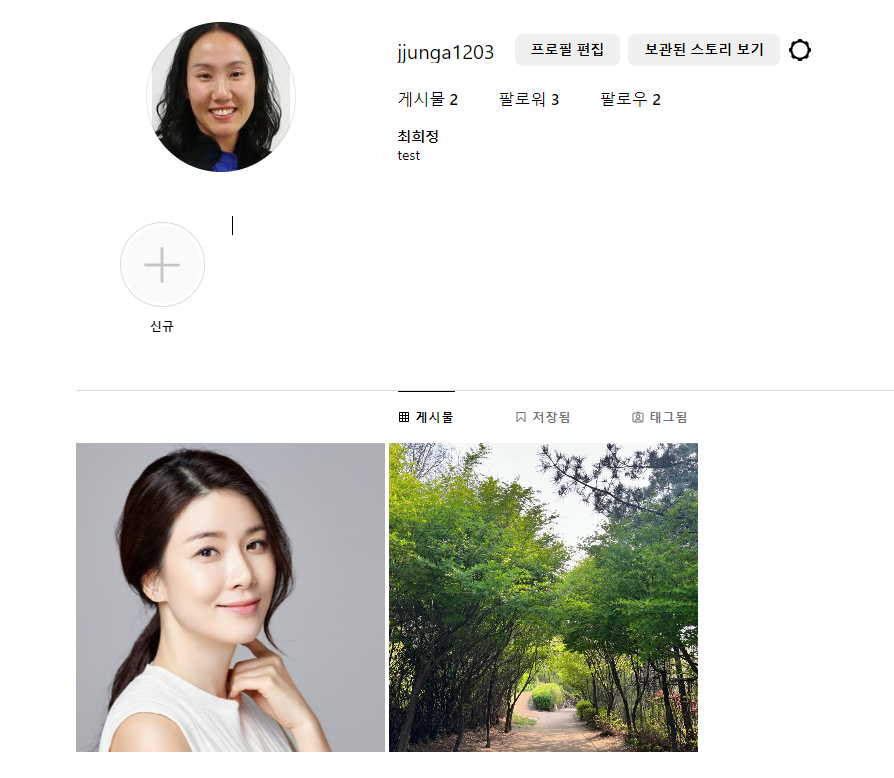 jjunga1203 프로필 편집 보관된 스토리 보기
게시물 2 팔로워 3 팔로우 2
최희정
test
신규
게시물 저장됨 태그됨